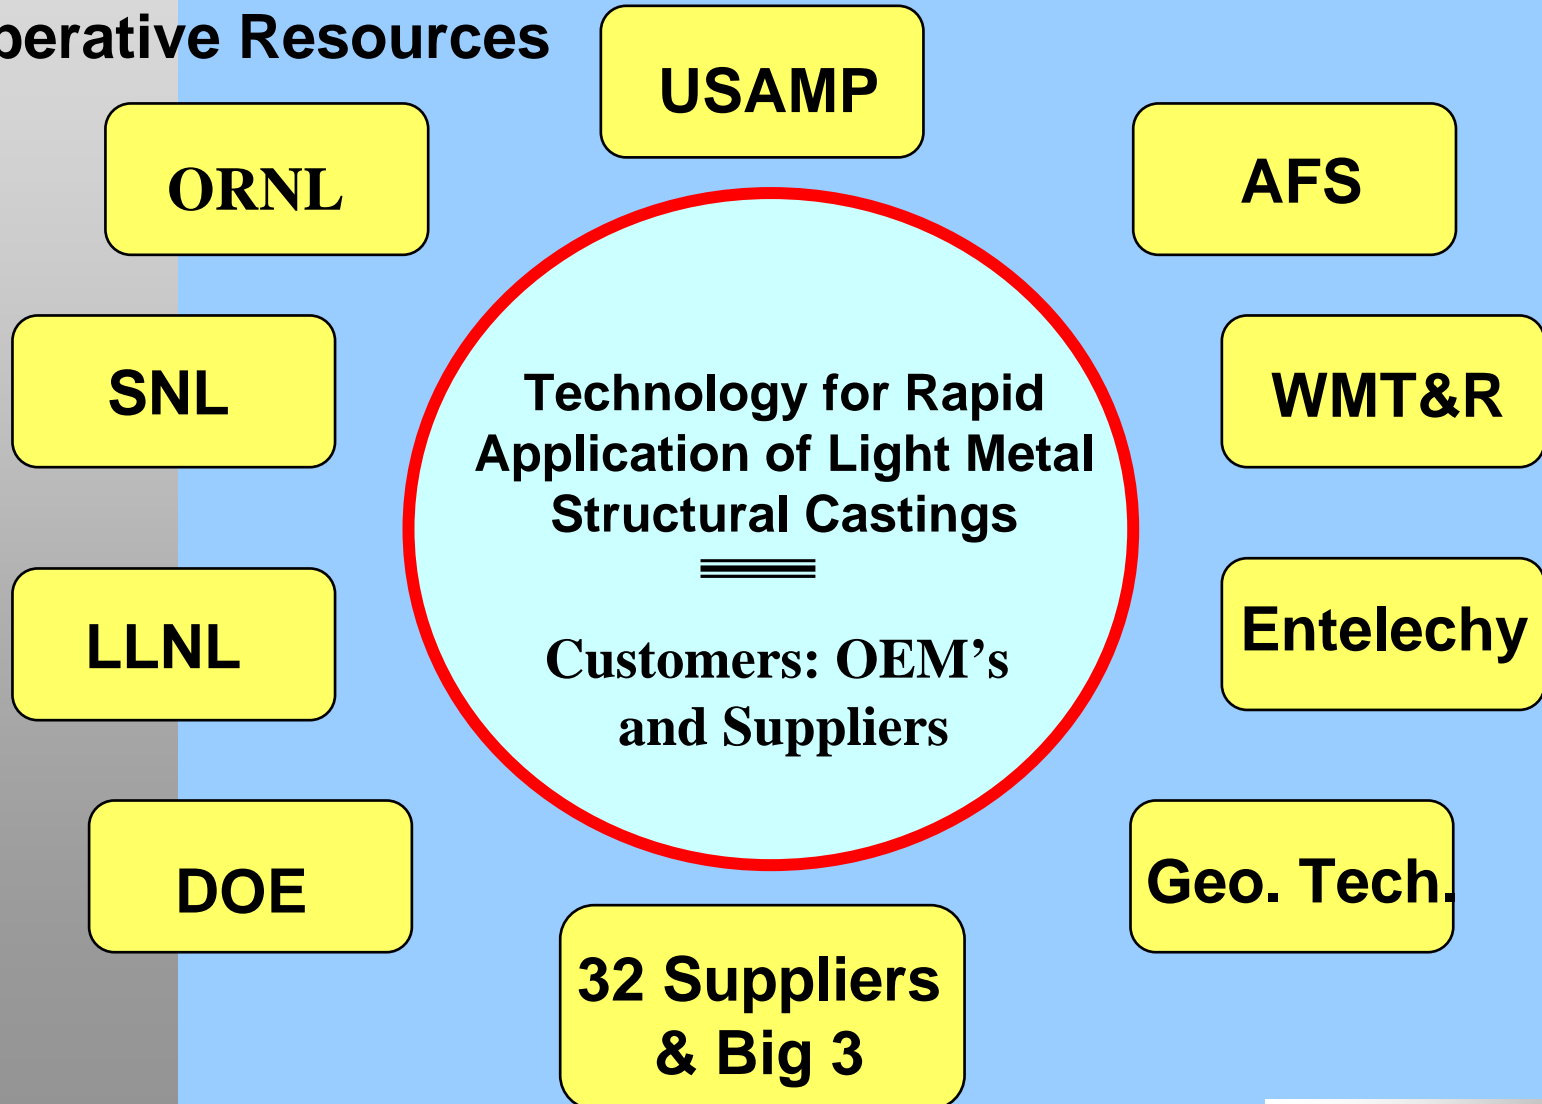 perative Resources
USAMP
ORNL
AFS
SNL
WMT&R
Technology for Rapid
Application of Light Metal
Structural Castings
LLNL
Entelechy
Customers: OEM’s
and Suppliers
DOE
Geo. Tech.
32 Suppliers
& Big 3